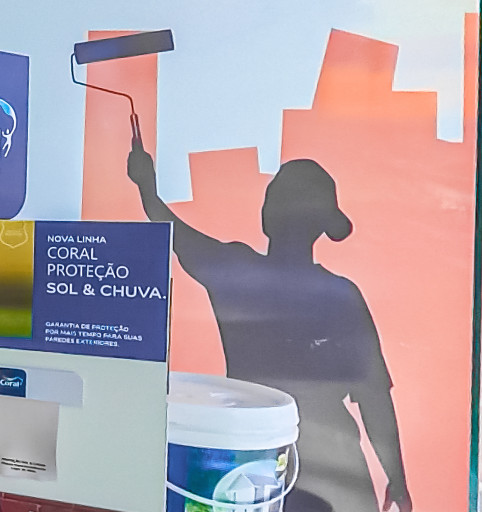 NOVA LINHA
CORAL
PROTEÇÃO
SOL & CHUVA.
GARANTIA DE PROTEÇÃO
POR MAIS TEMPO PARA SUAS
PAREDES EXTERIORES.
Coral